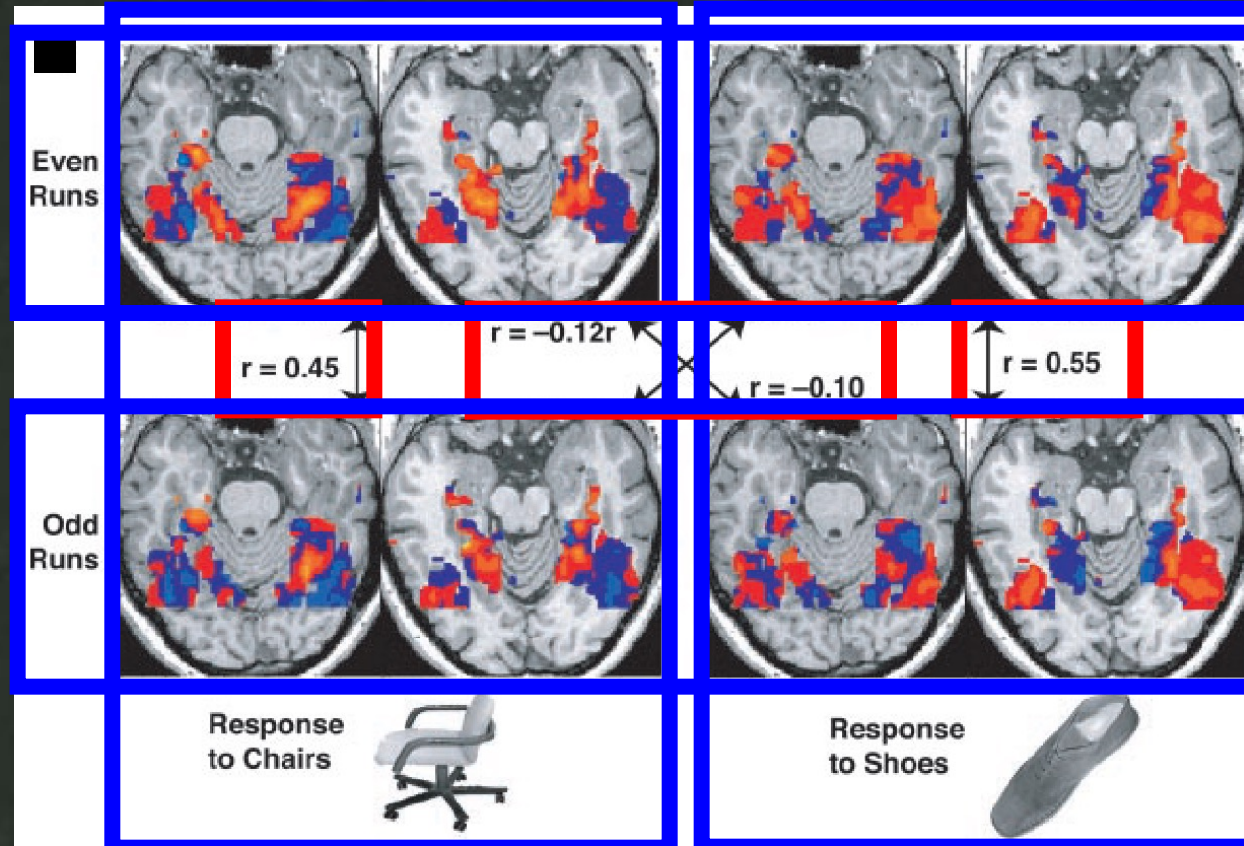 Even
Runs
r = –0.12r
r = 0.45
r = 0.55
r = –0.10
Odd
Runs
Response
to Chairs
Response
to Shoes